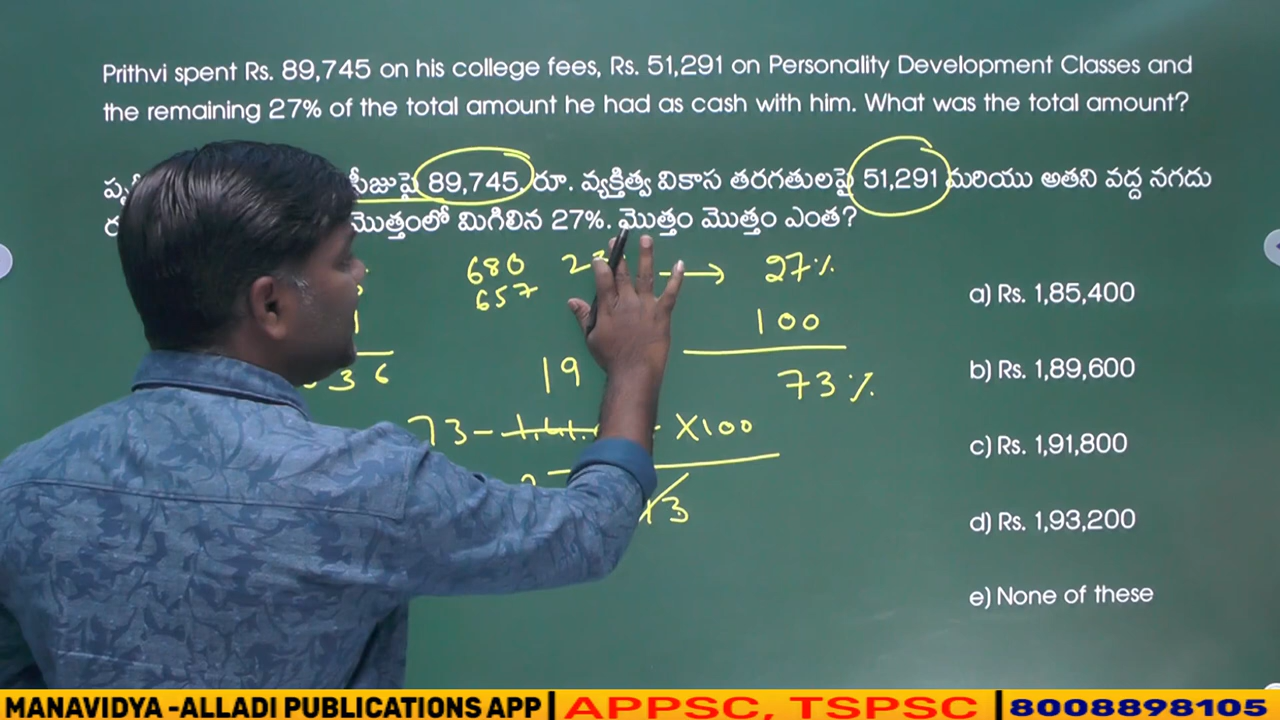 Prithvi spent Rs. 89,745 on his college fees, Rs. 51,291 on Personality Development Classes and
the remaining 27% of the total amount he had as cash with him. What was the total amount?
ఫీజుపై 89,745, రూ. వ్యక్తిత్వ వికాస తరగతులపై 51,291 మరియు అతని వద్ద నగదు
మొత్తంలో మిగిలిన 27%. మొత్తం మొత్తం ఎంత?
680 → 27%
657
100
36
19
73%
73- ×100
a) Rs. 1,85,400
b) Rs. 1,89,600
c) Rs. 1,91,800
d) Rs. 1,93,200
e) None of these
MANAVIDYA -ALLADI PUBLICATIONS APP | APPSC, TSPSC | 8008898105